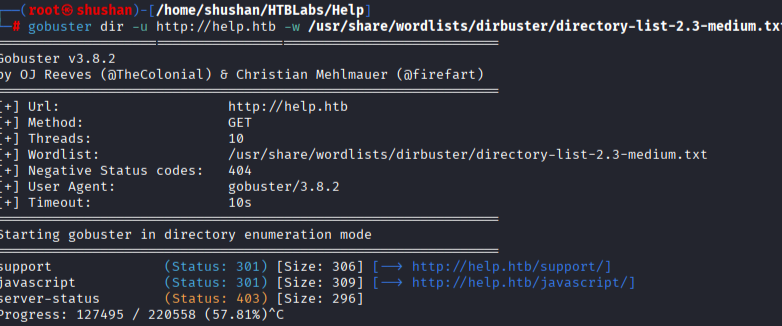 (root㉿shushan)-[/home/shushan/HTBLabs/Help]
# gobuster dir -u http://help.htb -w /usr/share/wordlists/dirbuster/directory-list-2.3-medium.txt
Gobuster v3.8.2
by OJ Reeves (@TheColonial) & Christian Mehlmauer (@firefart)
[+] Url: http://help.htb
[+] Method: GET
[+] Threads: 10
[+] Wordlist: /usr/share/wordlists/dirbuster/directory-list-2.3-medium.txt
[+] Negative Status codes: 404
[+] User Agent: gobuster/3.8.2
[+] Timeout: 10s
Starting gobuster in directory enumeration mode
support (Status: 301) [Size: 306] [--> http://help.htb/support/]
javascript (Status: 301) [Size: 309] [--> http://help.htb/javascript/]
server-status (Status: 403) [Size: 296]
Progress: 127495 / 220558 (57.81%)^C